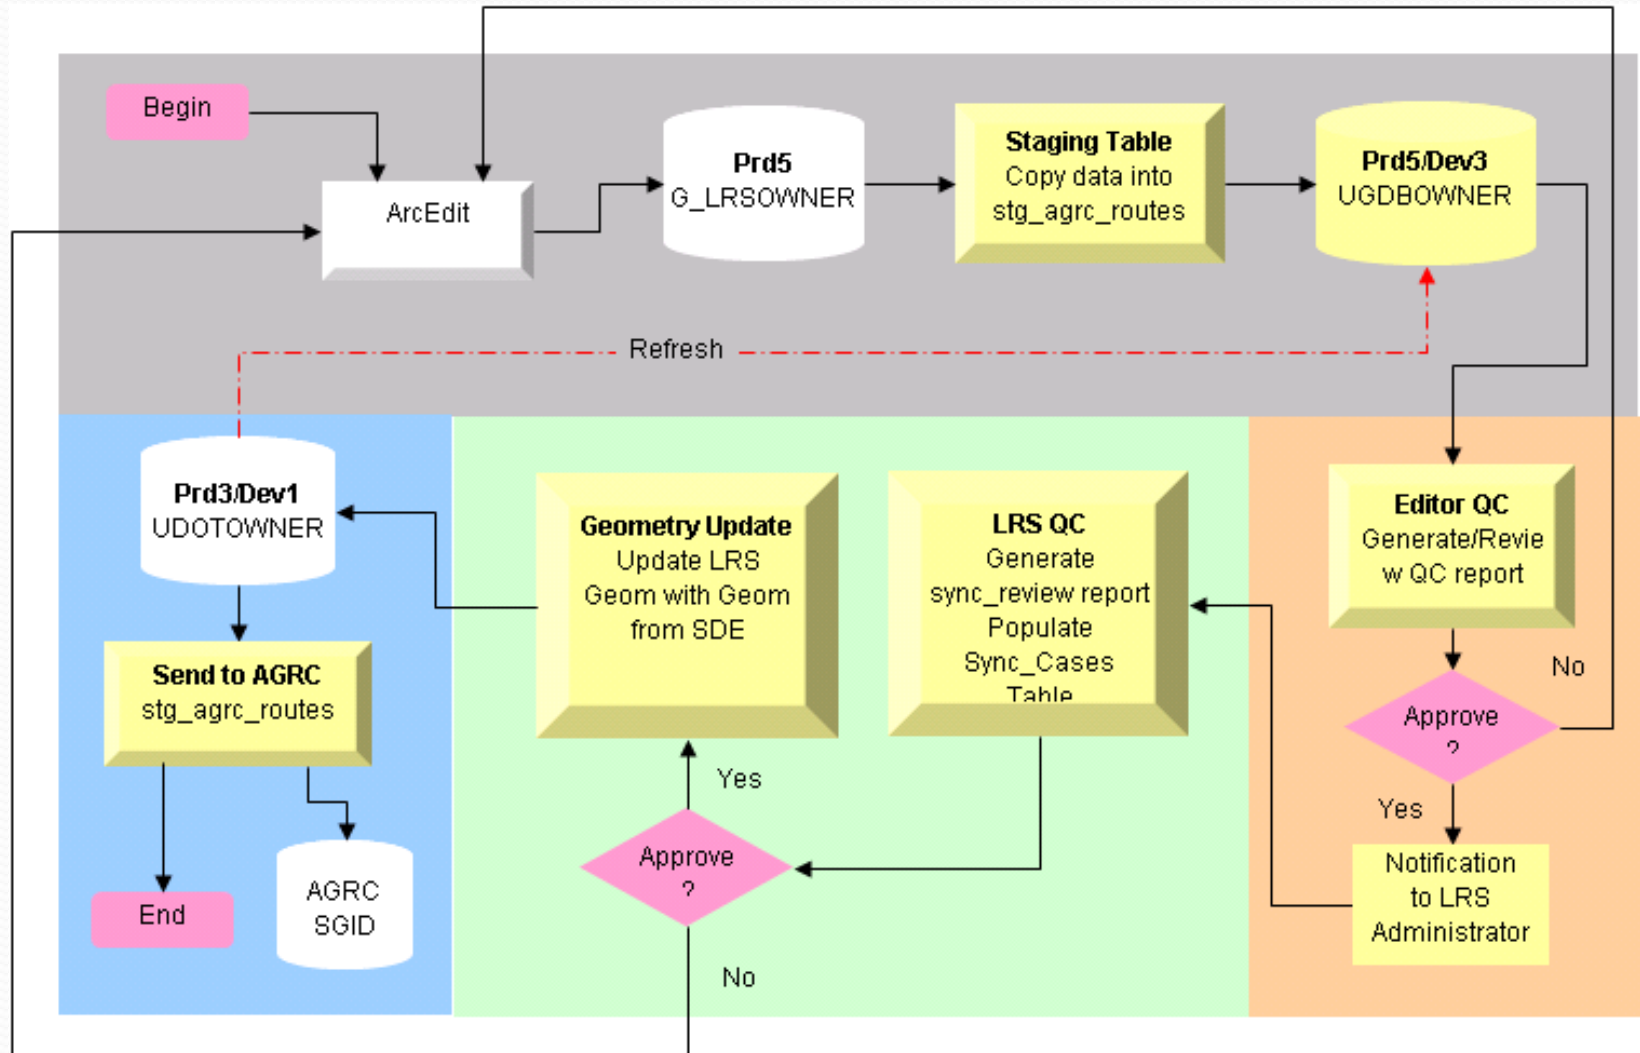 Begin
ArcEdit
Prd5
G_LRSOWNER
Staging Table
Copy data into
stg_agrc_routes
Prd5/Dev3
UGDBOWNER
Refresh
Prd3/Dev1
UDOTOWNER
Geometry Update
Update LRS
Geom with Geom
from SDE
LRS QC
Generate
sync_review report
Populate
Sync_Cases
Table
Editor QC
Generate/Revie
w QC report
No
Approve
?
Yes
Notification
to LRS
Administrator
Yes
Approve
?
No
Send to AGRC
stg_agrc_routes
End
AGRC
SGID